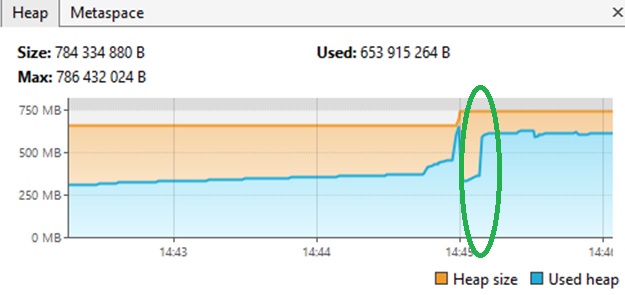 Heap Metaspace ×
Size: 784 334 880 B Used: 653 915 264 B
Max: 786 432 024 B
750 MB
500 MB
250 MB
0 MB
14:43 14:44 14:45 14:46
Heap size Used heap